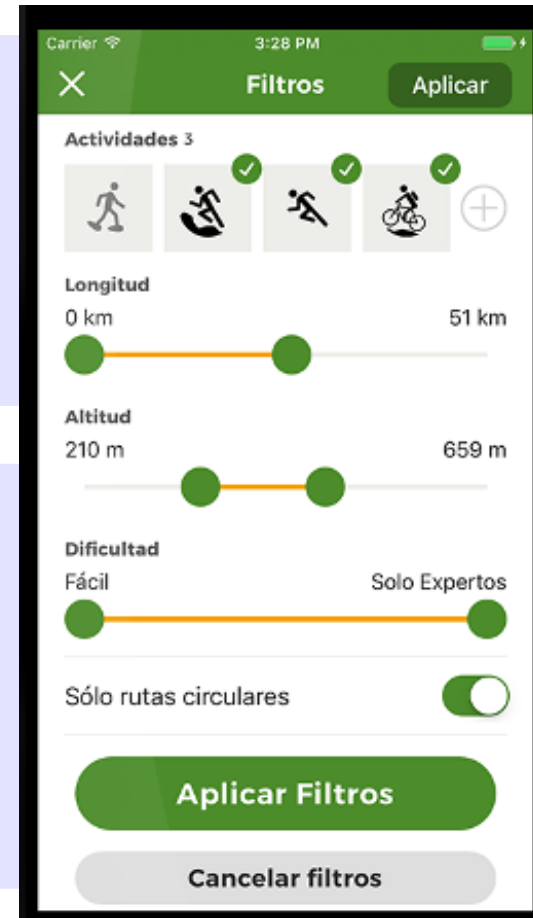 Carrier 3:28 PM
Filtros Aplicar
Actividades 3
Longitud
0 km 51 km
Altitud
210 m 659 m
Dificultad
Fácil Solo Expertos
Sólo rutas circulares
Aplicar Filtros
Cancelar filtros